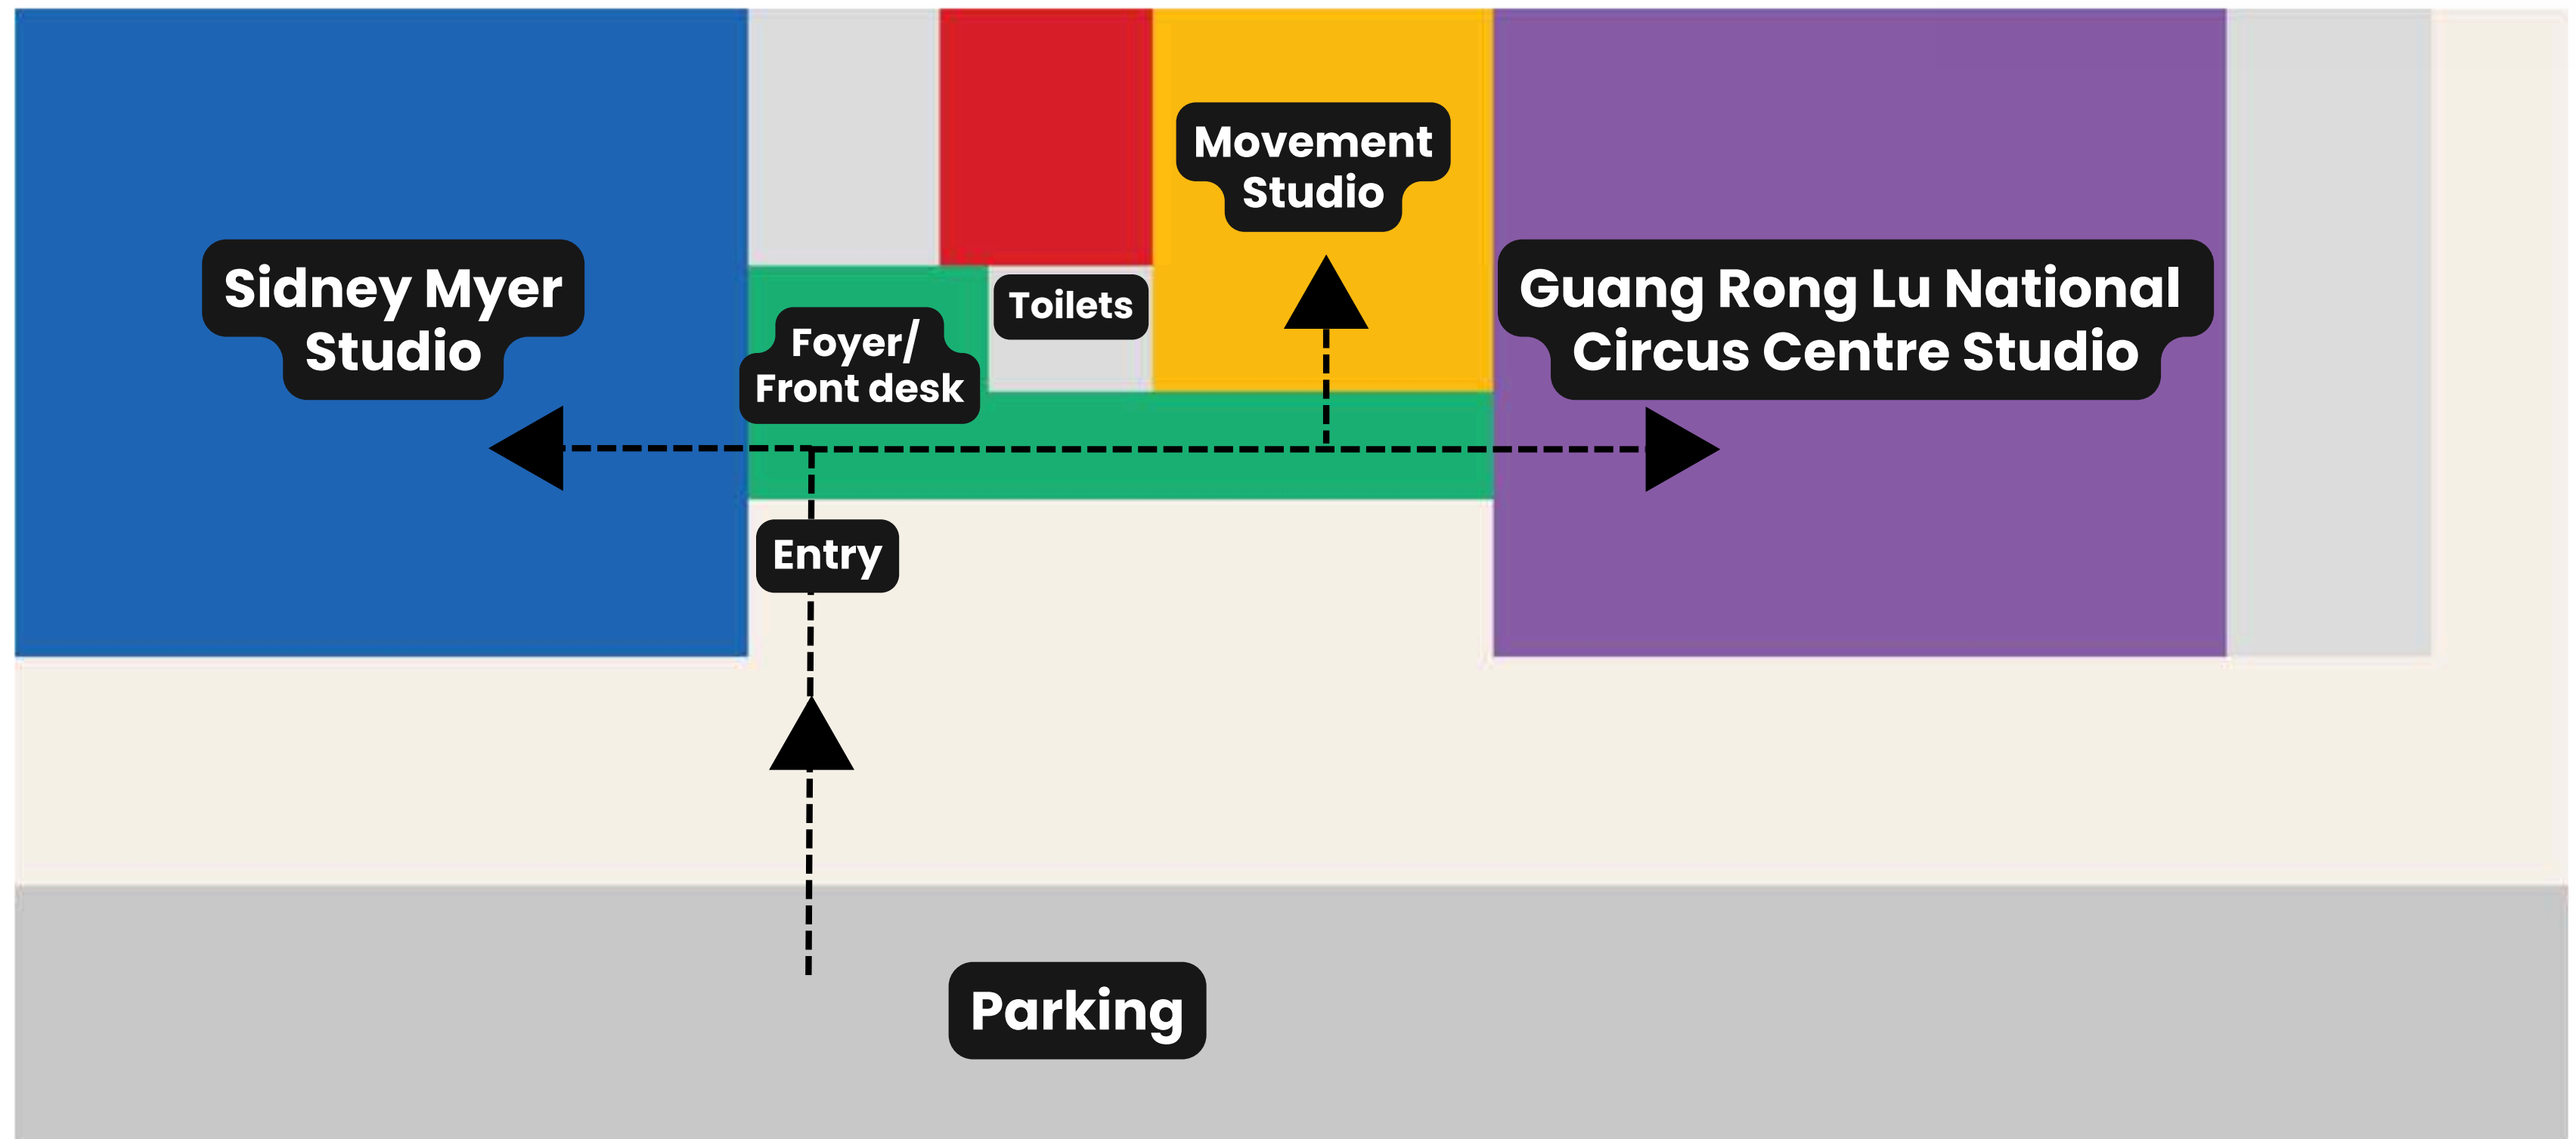 Movement
Studio
Sidney Myer
Studio
Guang Rong Lu National
Circus Centre Studio
Toilets
Foyer/
Front desk
Entry
Parking